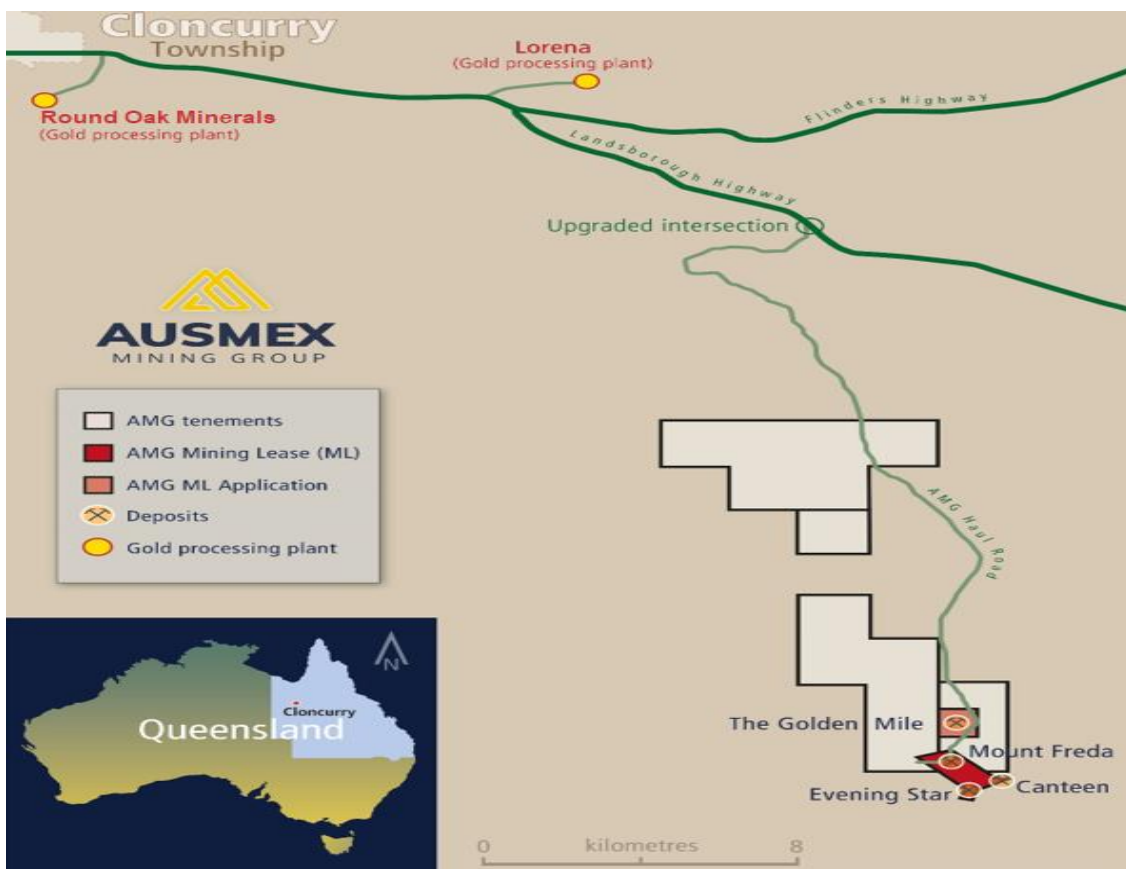 Cloncurry
Township
Lorena
(Gold processing plant)
Round Oak Minerals
(Gold processing plant)
Flinders Highway
Landsborough Highway
Upgraded intersection
AUSMEX
MINING GROUP
AMG tenements
AMG Mining Lease (ML)
AMG ML Application
Deposits
Gold processing plant
AMG Haul Road
N
Cloncurry
Queensland
The Golden Mile
Mount Freda
Canteen
Evening Star
0 kilometres 8